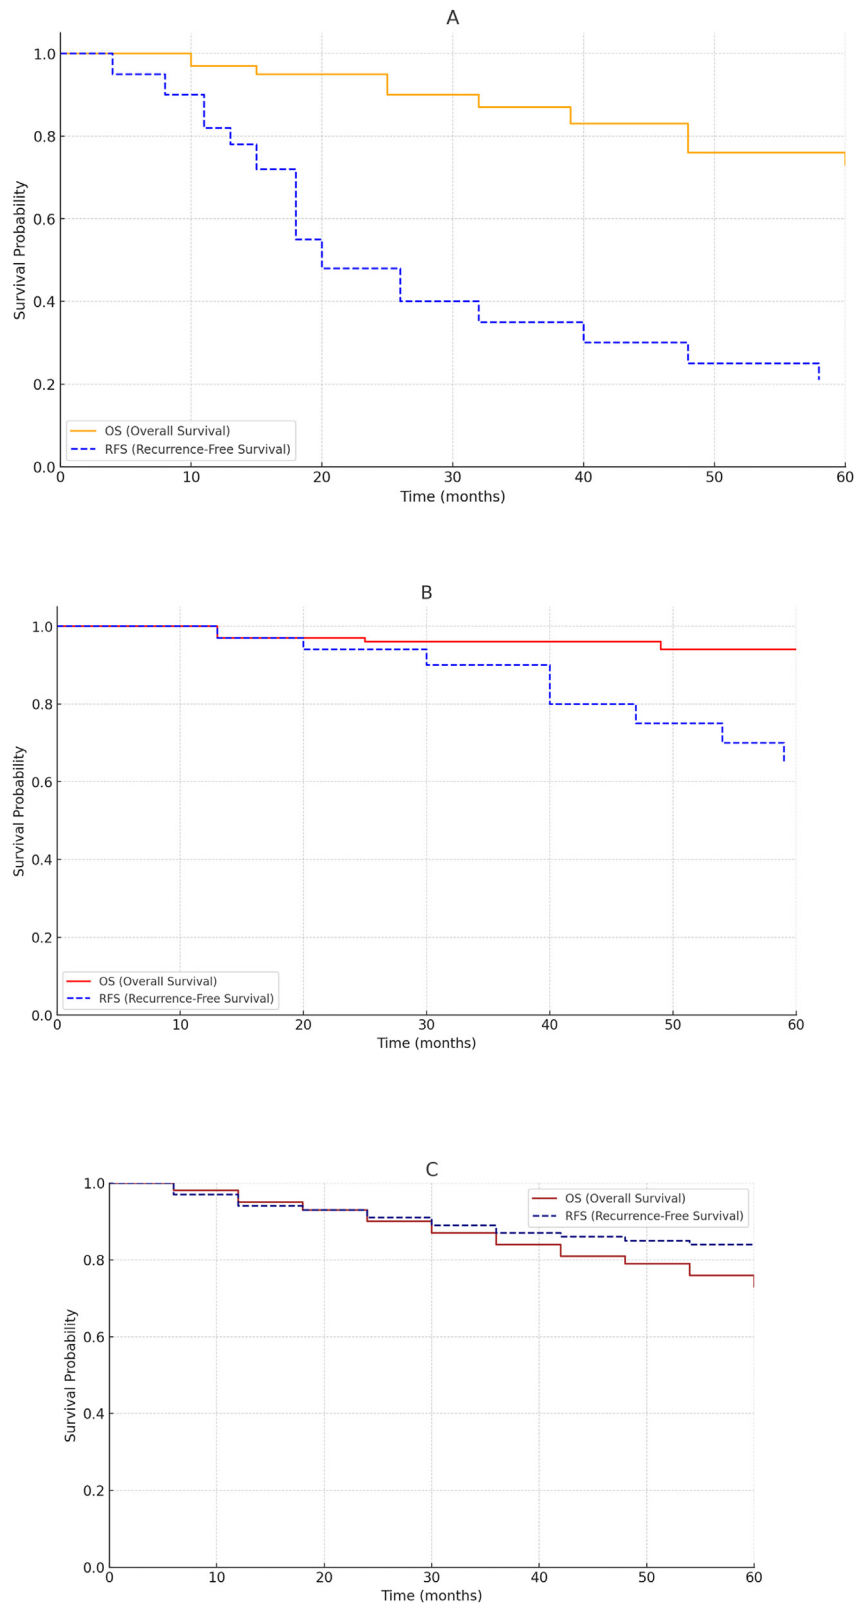 A
1.0
0.8
0.6
0.4
0.2
0.0
Survival Probability
OS (Overall Survival)
RFS (Recurrence-Free Survival)
0 10 20 30 40 50 60
Time (months)
B
1.0
0.8
0.6
0.4
0.2
0.0
Survival Probability
OS (Overall Survival)
RFS (Recurrence-Free Survival)
0 10 20 30 40 50 60
Time (months)
C
1.0
0.8
0.6
0.4
0.2
0.0
Survival Probability
OS (Overall Survival)
RFS (Recurrence-Free Survival)
0 10 20 30 40 50 60
Time (months)